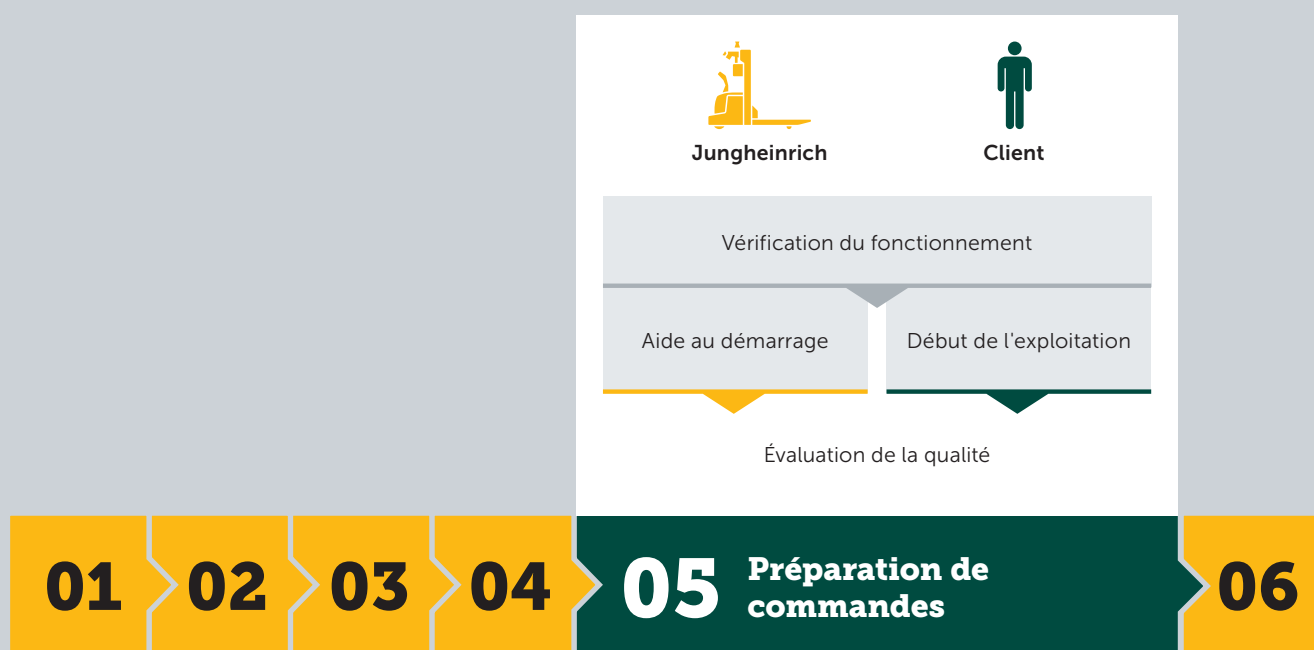 Jungheinrich
Client
Vérification du fonctionnement
Aide au démarrage
Début de l'exploitation
Évaluation de la qualité
01
02
03
04
05
Préparation de
commandes
06